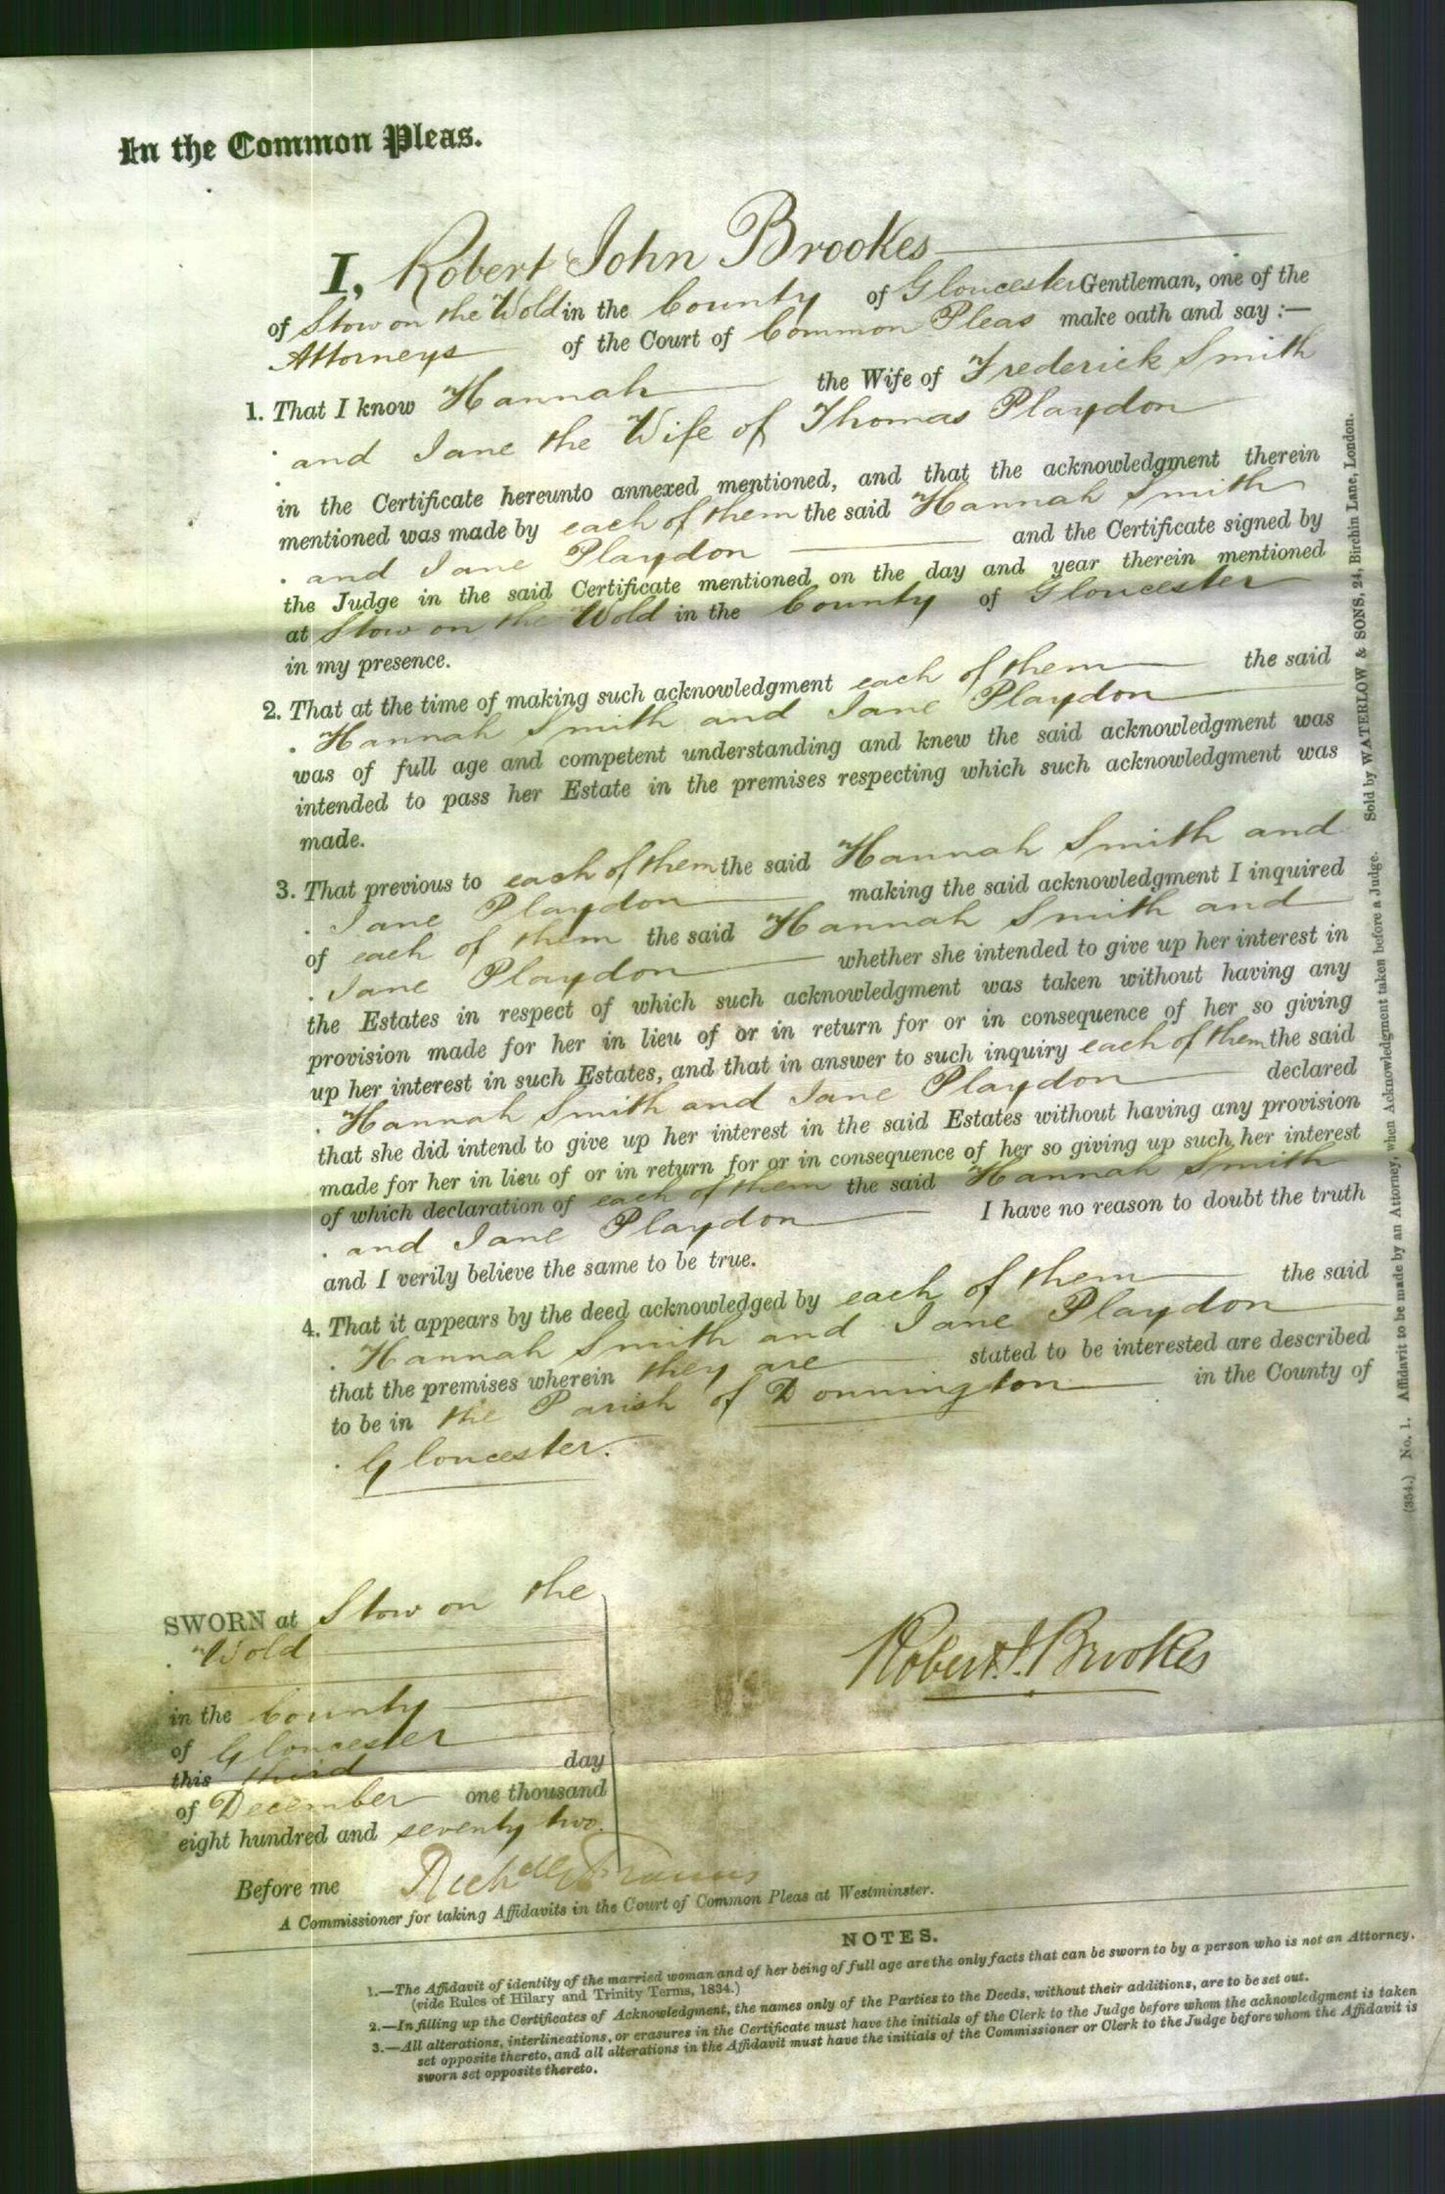 In the Common Pleas.
I, Robert John Brookes
of Stow on the Wold in the County of Gloucester Gentleman, one of the
Attorneys of the Court of Common Pleas make oath and say :—
1. That I know Hannah the Wife of Frederick Smith
and Jane the Wife of Thomas Playdon
in the Certificate hereunto annexed mentioned, and that the acknowledgment therein
mentioned was made by each of them the said Hannah Smith
and Jane Playdon and the Certificate signed by
the Judge in the said Certificate mentioned on the day and year therein mentioned
at Stow on the Wold in the County of Gloucester
in my presence.
2. That at the time of making such acknowledgment each of them the said
Hannah Smith and Jane Playdon
was of full age and competent understanding and knew the said acknowledgment was
intended to pass her Estate in the premises respecting which such acknowledgment was
made.
3. That previous to each of them the said Hannah Smith and
Jane Playdon making the said acknowledgment I inquired
of each of them the said Hannah Smith and
Jane Playdon whether she intended to give up her interest in
the Estates in respect of which such acknowledgment was taken without having any
provision made for her in lieu of or in return for or in consequence of her so giving
up her interest in such Estates, and that in answer to such inquiry each of them the said
Hannah Smith and Jane Playdon declared
that she did intend to give up her interest in the said Estates without having any provision
made for her in lieu of or in return for or in consequence of her so giving up such her interest
of which declaration of each of them the said Hannah Smith
and Jane Playdon I have no reason to doubt the truth
and I verily believe the same to be true.
4. That it appears by the deed acknowledged by each of them the said
Hannah Smith and Jane Playdon
that the premises wherein they are stated to be interested are described
to be in the Parish of Donnington in the County of
Gloucester.
SWORN at Stow on the
Wold
in the County
of Gloucester
this third day
of December one thousand
eight hundred and seventy two.
Robert J. Brookes
Before me
A Commissioner for taking Affidavits in the Court of Common Pleas at Westminster.
NOTES.
1.—The Affidavit of identity of the married woman and of her being of full age are the only facts that can be sworn to by a person who is not an Attorney.
(vide Rules of Hilary and Trinity Terms, 1834.)
2.—In filling up the Certificates of Acknowledgment, the names only of the Parties to the Deeds, without their additions, are to be set out.
3.—All alterations, interlineations, or erasures in the Certificate must have the initials of the Clerk to the Judge before whom the acknowledgment is taken
set opposite thereto, and all alterations in the Affidavit must have the initials of the Commissioner or Clerk to the Judge before whom the Affidavit is
sworn set opposite thereto.
(354.) No. 1. Affidavit to be made by an Attorney, when Acknowledgment taken before a Judge. Sold by WATERLOW & SONS, 24, Birchin Lane, London.